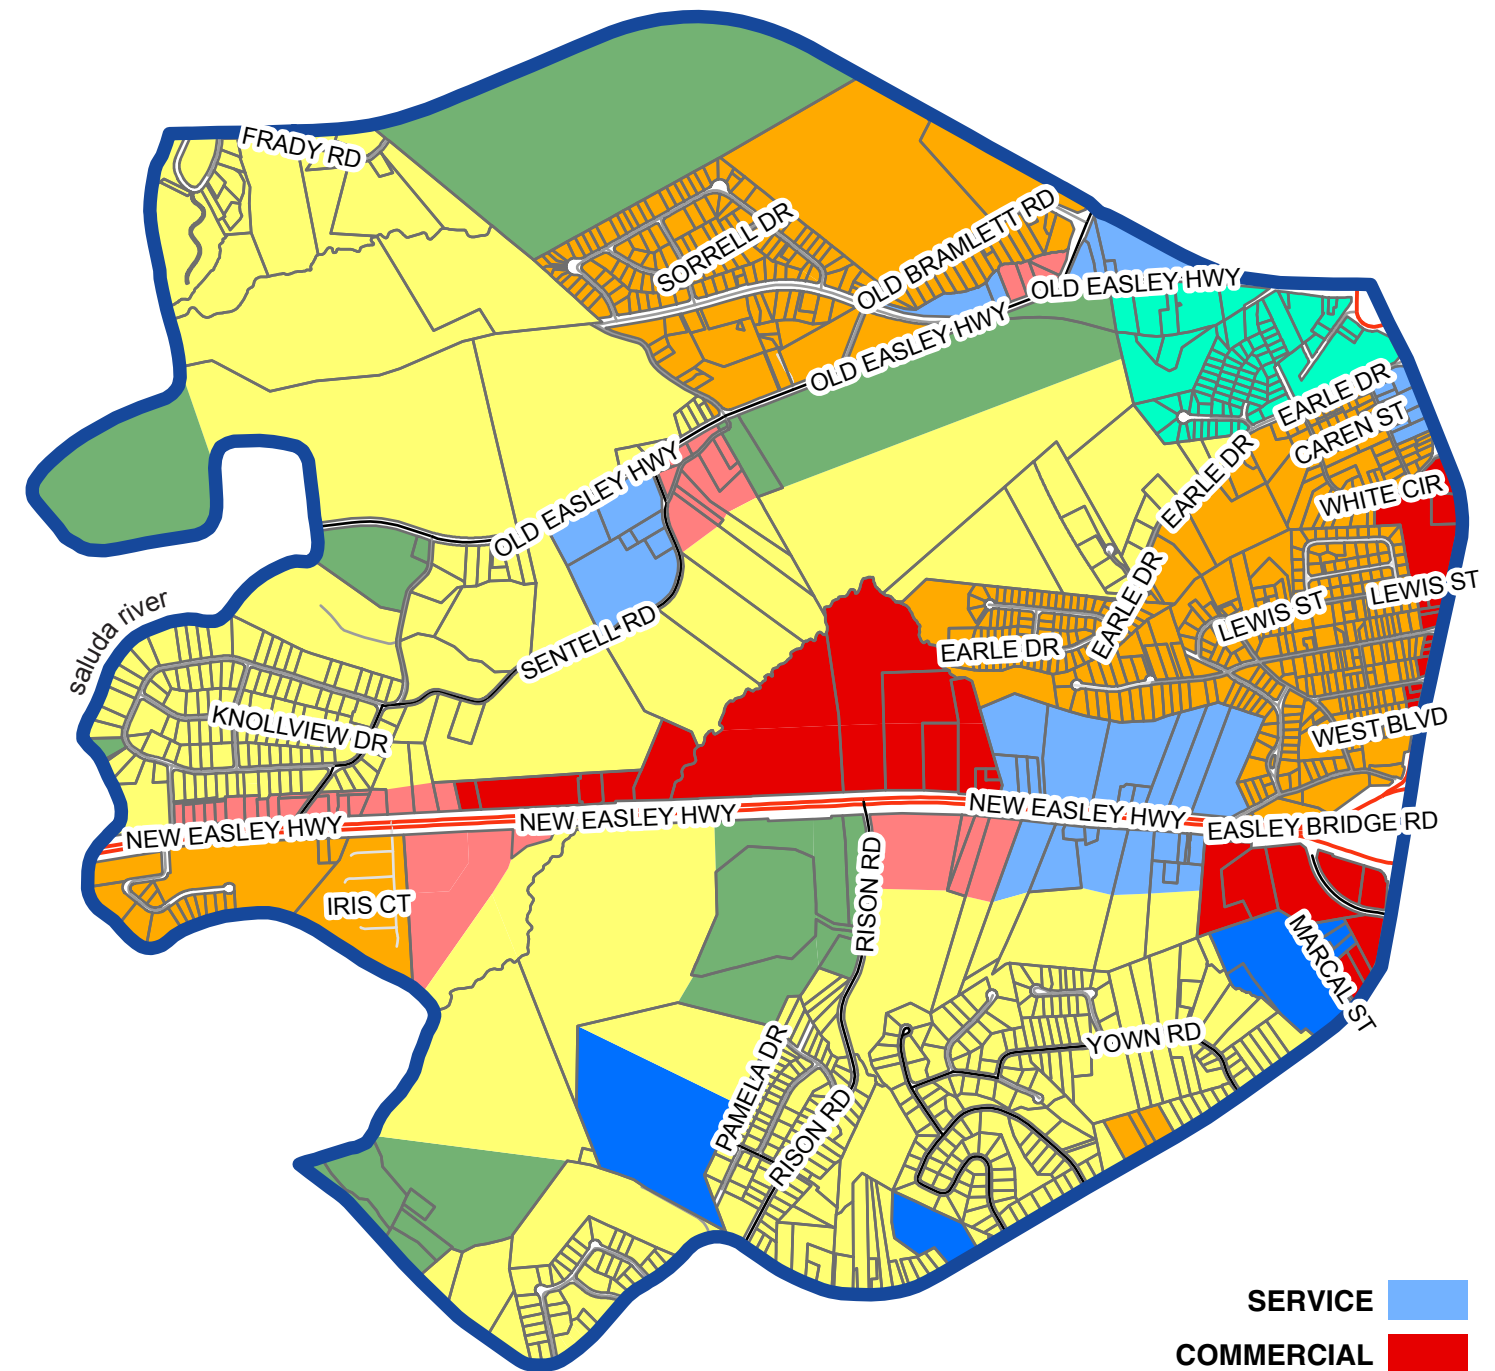 FRADY RD
SORRELL DR
OLD BRAMLETT RD
OLD EASLEY HWY
OLD EASLEY HWY
EARLE DR
CAREN ST
EARLE DR
WHITE CIR
OLD EASLEY HWY
LEWIS ST
LEWIS ST
EARLE DR
EARLE DR
saluda river
SENTELL RD
KNOLLVIEW DR
WEST BLVD
NEW EASLEY HWY
NEW EASLEY HWY
NEW EASLEY HWY
EASLEY BRIDGE RD
IRIS CT
RISON RD
MARCAL ST
YOWN RD
PAMELA DR
RISON RD
SERVICE
COMMERCIAL